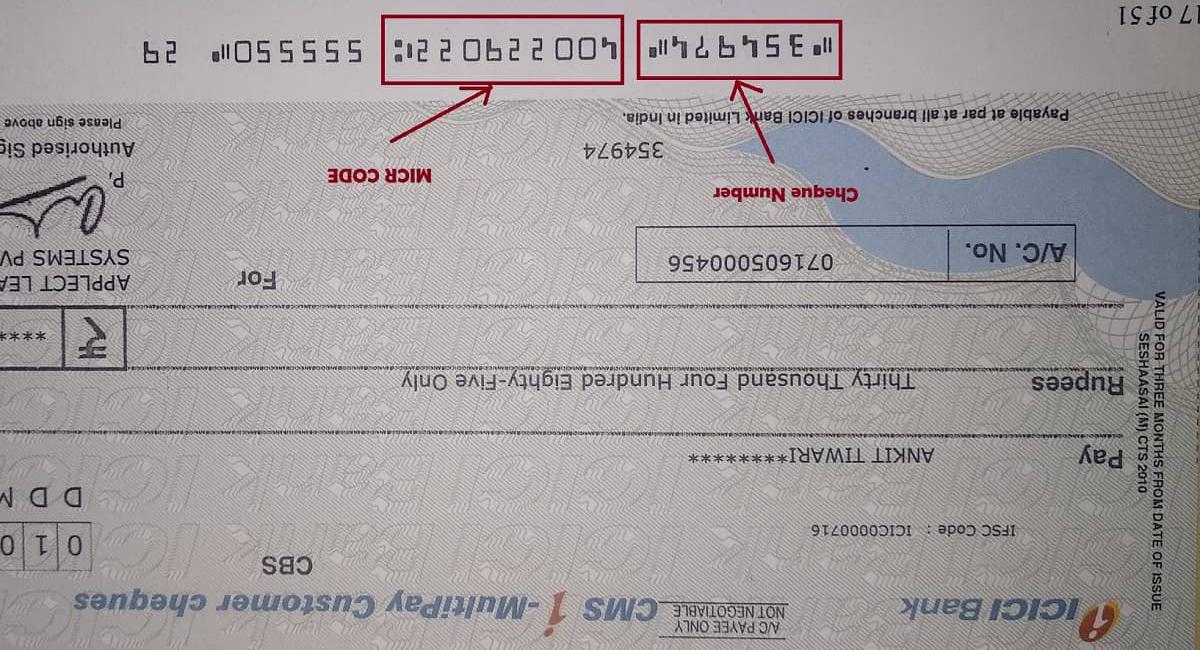 ICICI Bank
A/C PAYEE ONLY
NOT NEGOTIABLE
CMS i-MultiPay Customer cheques
CBS
IFSC Code : ICIC0000716
0 1 0
D D M
VALID FOR THREE MONTHS FROM DATE OF ISSUE
SESHAASAI (M) CTS 2010
Pay ANKIT TIWARI*********
Rupees Thirty Thousand Four Hundred Eighty-Five Only
₹ ****
A/C. No. 071605000456
For APPLECT LEA
SYSTEMS PV
P,
Cheque Number
MICR CODE
354974
Authorised Sig
Please sign above
Payable at par at all branches of ICICI Bank Limited in India.
⑈354974⑈ 400229022⑆ 555550⑈ 29
17 of 51